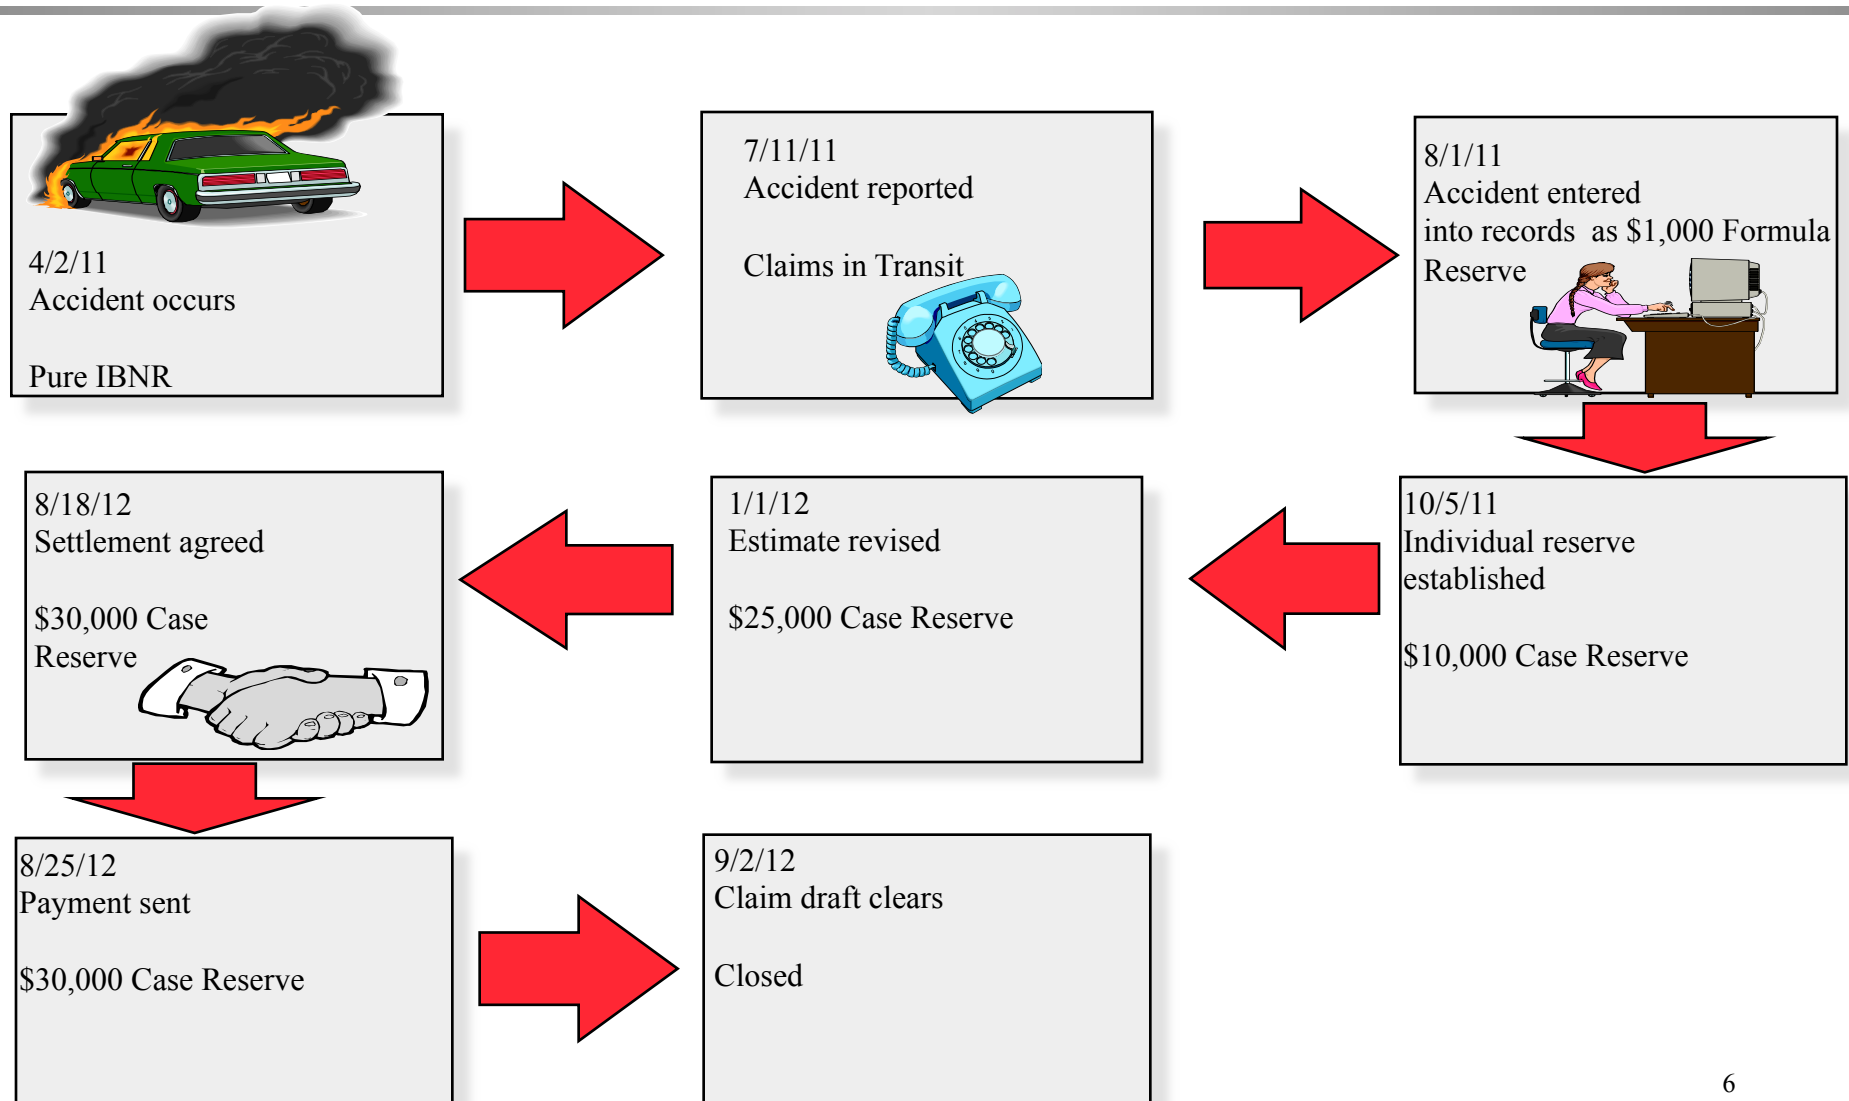 4/2/11
Accident occurs
Pure IBNR
7/11/11
Accident reported
Claims in Transit
8/1/11
Accident entered
into records  as $1,000 Formula
Reserve
10/5/11
Individual reserve
established
$10,000 Case Reserve
1/1/12
Estimate revised
$25,000 Case Reserve
8/18/12
Settlement agreed
$30,000 Case
Reserve
8/25/12
Payment sent
$30,000 Case Reserve
9/2/12
Claim draft clears
Closed
6